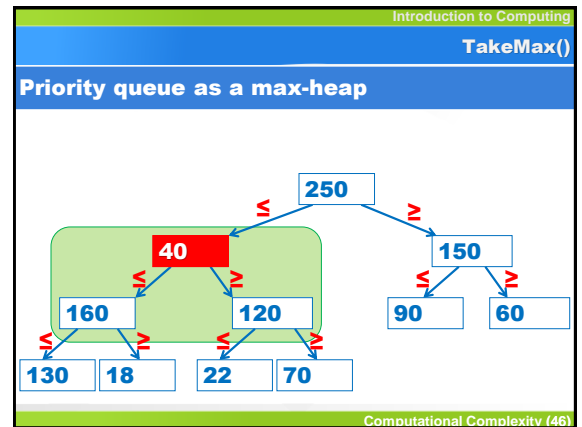 Introduction to Computing
TakeMax()
Priority queue as a max-heap
250
≤ ≥
40 150
≤ ≥ ≤ ≥
160 120 90 60
≤ ≥ ≤ ≥
130 18 22 70
Computational Complexity (46)